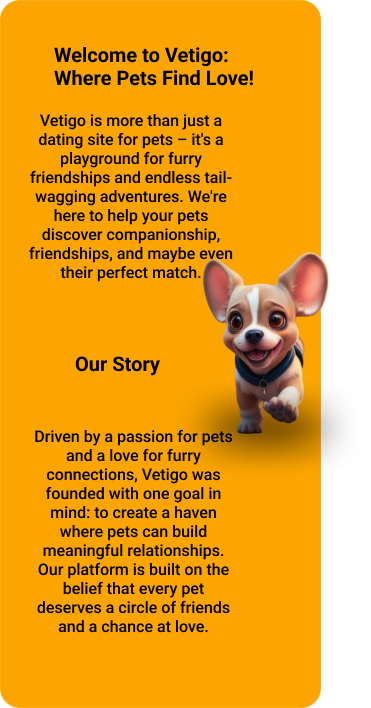 Welcome to Vetigo:
Where Pets Find Love!
Vetigo is more than just a
dating site for pets – it's a
playground for furry
friendships and endless tail-
wagging adventures. We're
here to help your pets
discover companionship,
friendships, and maybe even
their perfect match.
Our Story
Driven by a passion for pets
and a love for furry
connections, Vetigo was
founded with one goal in
mind: to create a haven
where pets can build
meaningful relationships.
Our platform is built on the
belief that every pet
deserves a circle of friends
and a chance at love.